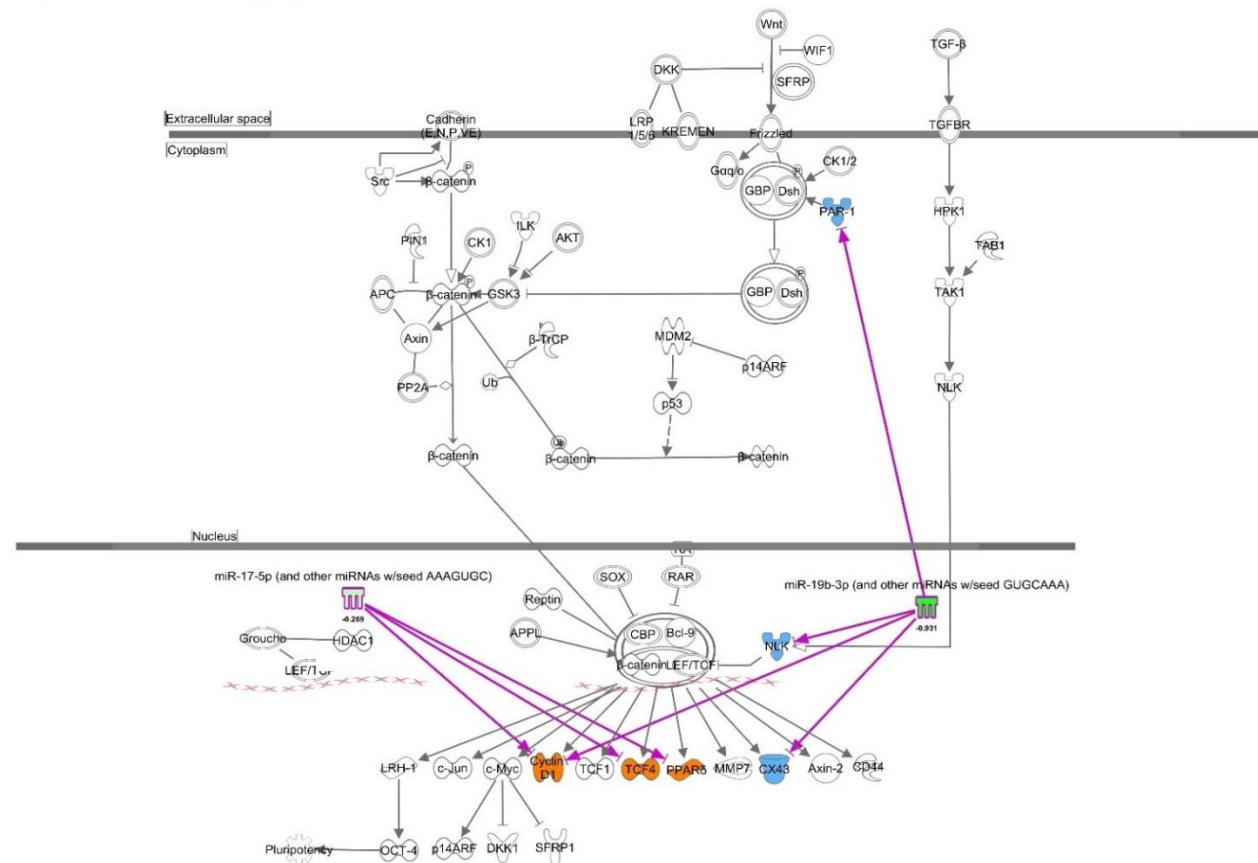 Wnt
WIF1
TGF-β
DKK
SFRP
Extracellular space
Cadherin
(E,N,P,VE)
LRP
1/5/6
KREMEN
Frizzled
TGFBR
Cytoplasm
Src
β-catenin
P
Gαq/o
GBP
Dsh
P
CK1/2
PAR-1
HPK1
ILK
PIN1
CK1
AKT
TAB1
APC
β-catenin
P
GSK3
GBP
Dsh
P
TAK1
Axin
β-TrCP
MDM2
p14ARF
PP2A
Ub
NLK
p53
β-catenin
Ub
β-catenin
β-catenin
Nucleus
RA
miR-17-5p (and other miRNAs w/seed AAAGUGC)
SOX
RAR
miR-19b-3p (and other miRNAs w/seed GUGCAAA)
-0.269
Reptin
-0.931
Groucho
HDAC1
APPL
CBP
Bcl-9
NLK
LEF/TCF
β-catenin
LEF/TCF
LRH-1
c-Jun
c-Myc
Cyclin
D1
TCF1
TCF4
PPARδ
MMP7
CX43
Axin-2
CD44
Pluripotency
OCT-4
p14ARF
DKK1
SFRP1